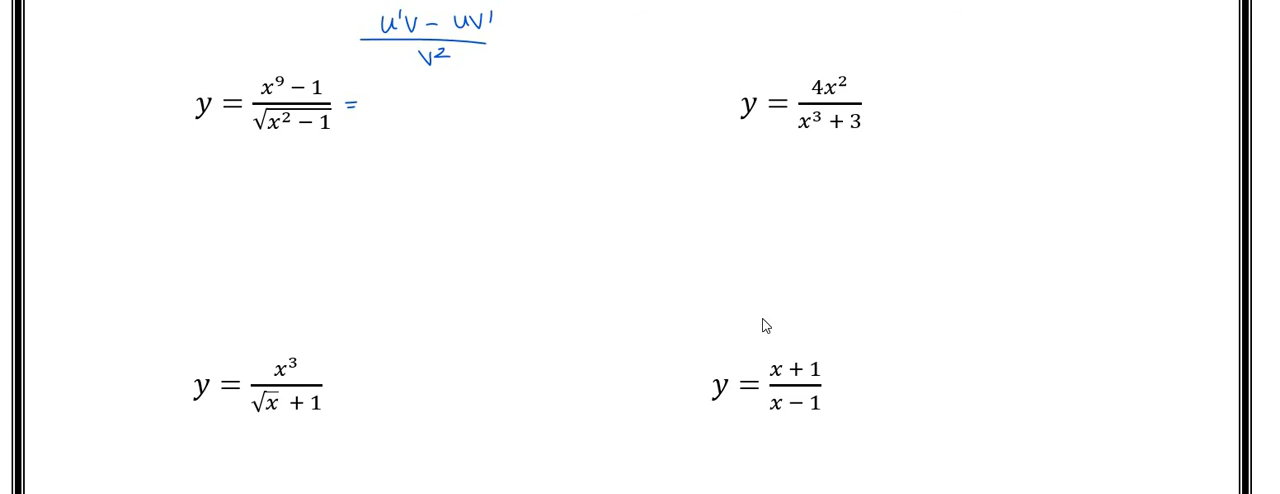 u'v - uv'
v²
y = (x⁹ − 1)/√(x² − 1) =
y = 4x²/(x³ + 3)
y = x³/(√x + 1)
y = (x + 1)/(x − 1)